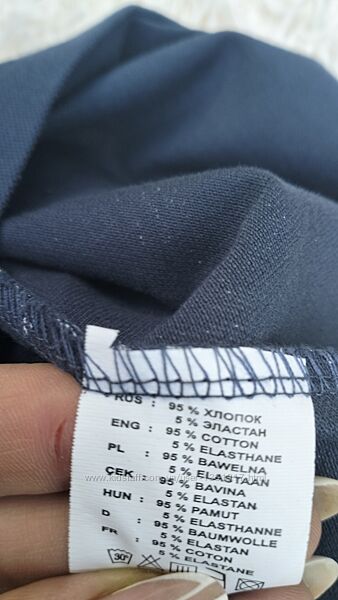 RUS : 95 % ХЛОПОК
5 % ЭЛАСТАН
ENG : 95 % COTTON
5 % ELASTHANE
PL : 95 % BAWELNA
5 %
ÇEK : 95 % BAVINA
5 % ELASTAN
HUN : 95 % PAMUT
5 % ELASTHANNE
D : 95 % BAUMWOLLE
5 % ELASTAN
FR : 95 % COTON
5 % ELASTANE
30°